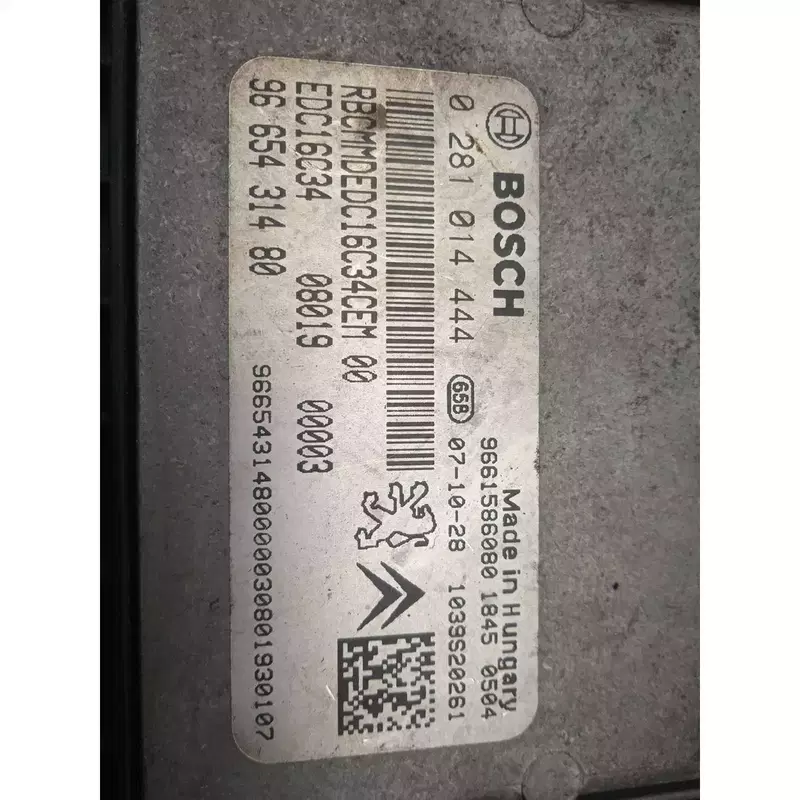 BOSCH
Made in Hungary
9661586080 1845 0504
0 281 014 444 65B 07-10-28 1039S20261
RBCMMDEDC16C34CEM 00
EDC16C34 08019 00003
96 654 314 80
9665431480000030801930107